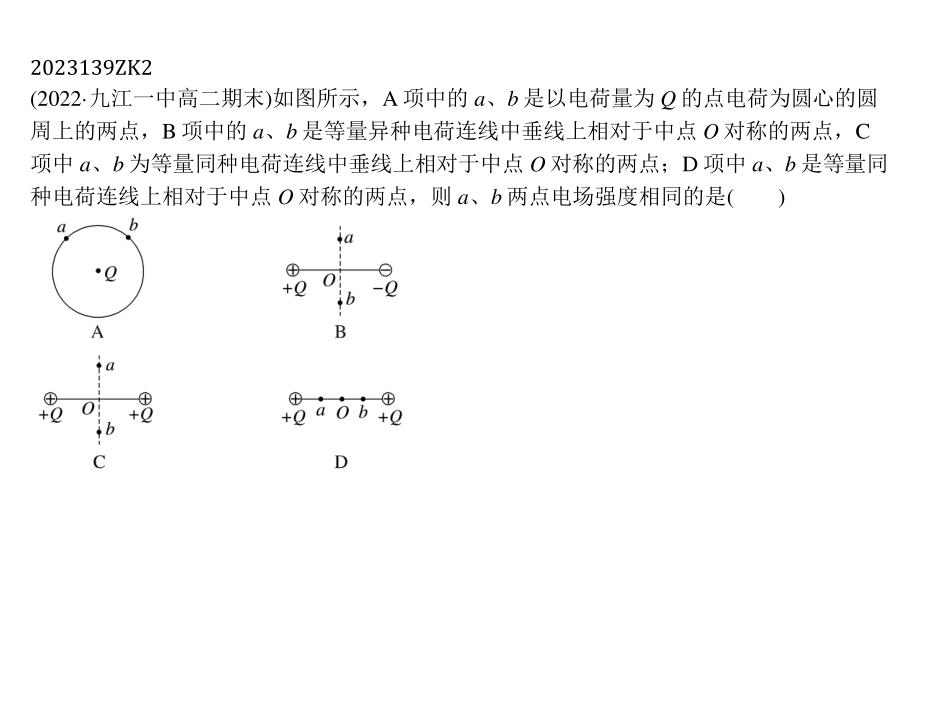 2023139ZK2
(2022·九江一中高二期末)如图所示，A 项中的 a、b 是以电荷量为 Q 的点电荷为圆心的圆
周上的两点，B 项中的 a、b 是等量异种电荷连线中垂线上相对于中点 O 对称的两点，C
项中 a、b 为等量同种电荷连线中垂线上相对于中点 O 对称的两点；D 项中 a、b 是等量同
种电荷连线上相对于中点 O 对称的两点，则 a、b 两点电场强度相同的是(　　)
a b
Q
A
a
O
+Q −Q
b
B
a
O
+Q +Q
b
C
+Q a O b +Q
D